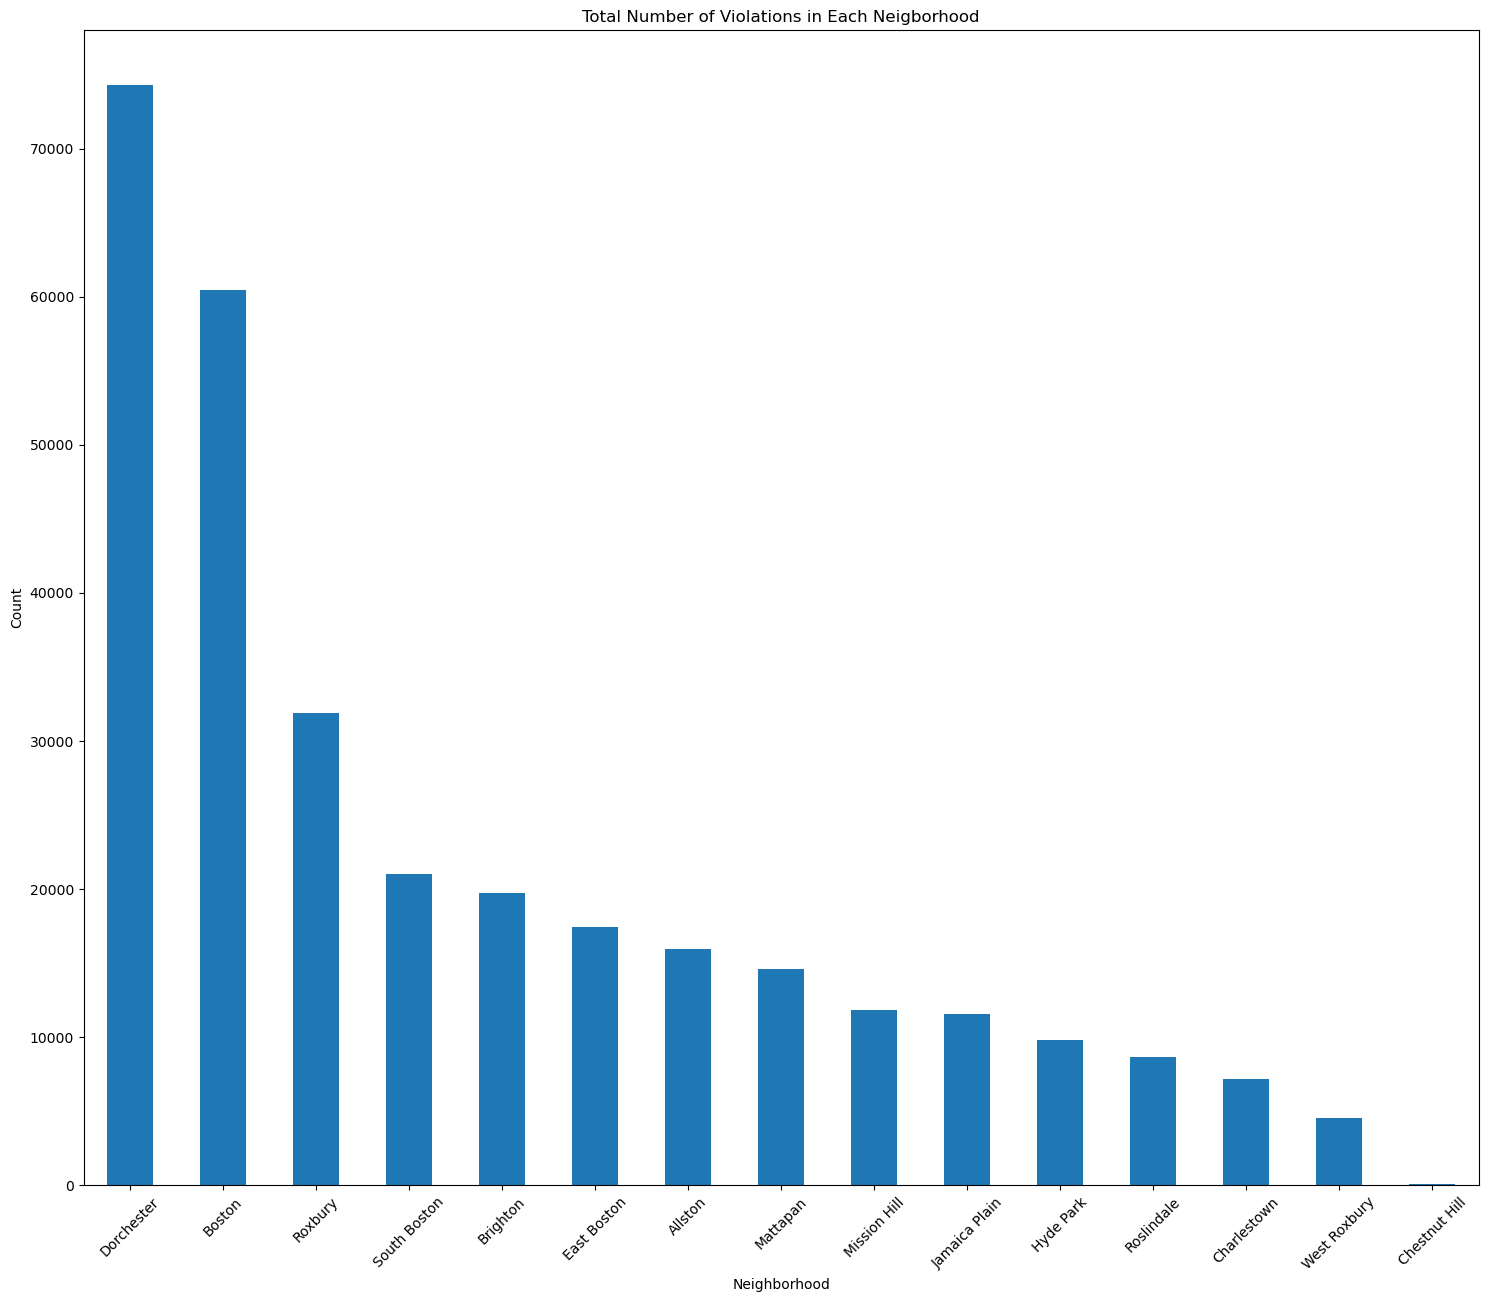 Total Number of Violations in Each Neigborhood
70000
60000
50000
40000
30000
20000
10000
0
Count
Dorchester
Boston
Roxbury
South Boston
Brighton
East Boston
Allston
Mattapan
Mission Hill
Jamaica Plain
Hyde Park
Roslindale
Charlestown
West Roxbury
Chestnut Hill
Neighborhood